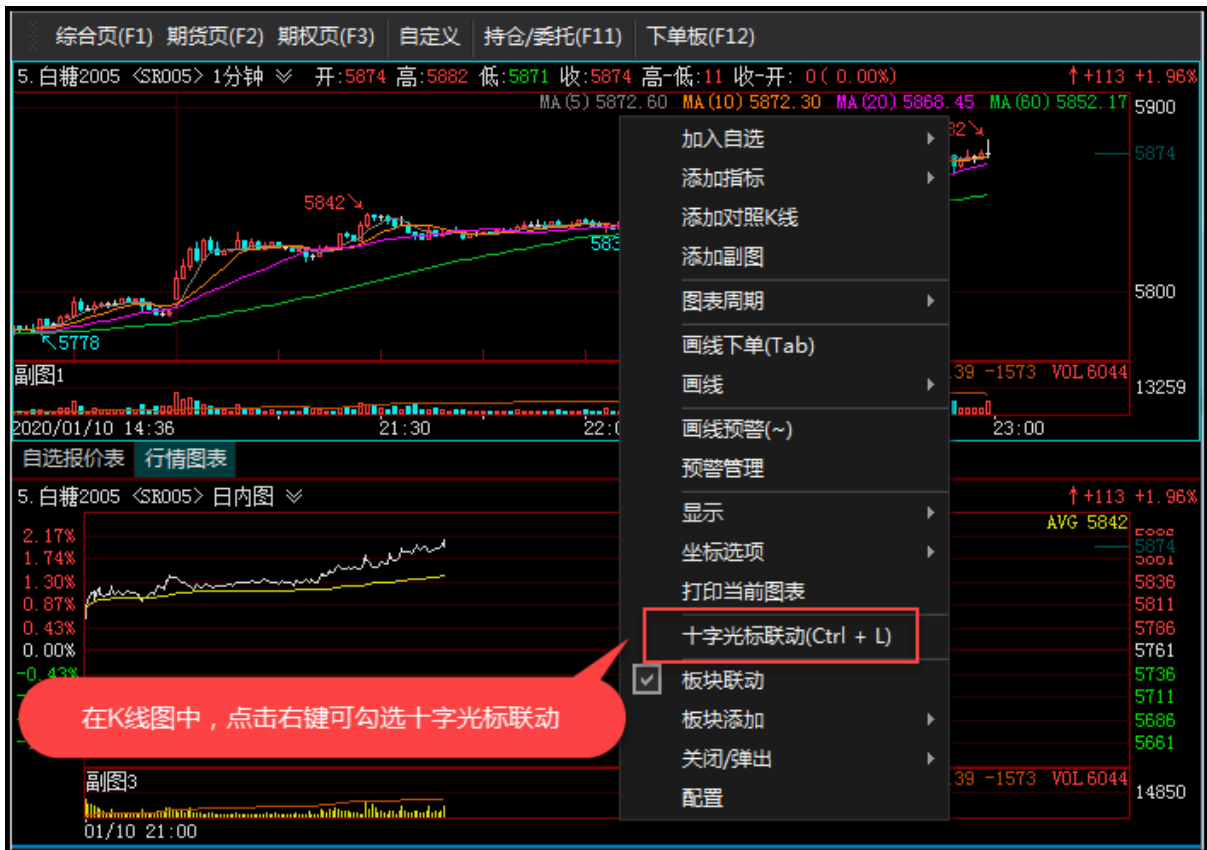 综合页(F1) 期货页(F2) 期权页(F3) 自定义 持仓/委托(F11) 下单板(F12)
5. 白糖2005 <SR005> 1分钟 开:5874 高:5882 低:5871 收:5874 高-低:11 收-开: 0( 0.00%) ↑+113 +1.96%
MA(5) 5872.60 MA(10) 5872.30 MA(20) 5868.45 MA(60) 5852.17
5900
5874
5842
5800
5778
副图1
-1573 VOL6044
13259
2020/01/10 14:36 21:30 23:00
自选报价表 行情图表
5. 白糖2005 <SR005> 日内图 ↑+113 +1.96%
AVG 5842
2.17%
5874
1.74%
1.30% 5836
0.87% 5811
0.43% 5786
0.00% 5761
-0.43% 5736
5711
5686
5661
副图3
-1573 VOL6044
14850
01/10 21:00
加入自选
添加指标
添加对照K线
添加副图
图表周期
画线下单(Tab)
画线
画线预警(~)
预警管理
显示
坐标选项
打印当前图表
十字光标联动(Ctrl + L)
板块联动
板块添加
关闭/弹出
配置
在K线图中，点击右键可勾选十字光标联动